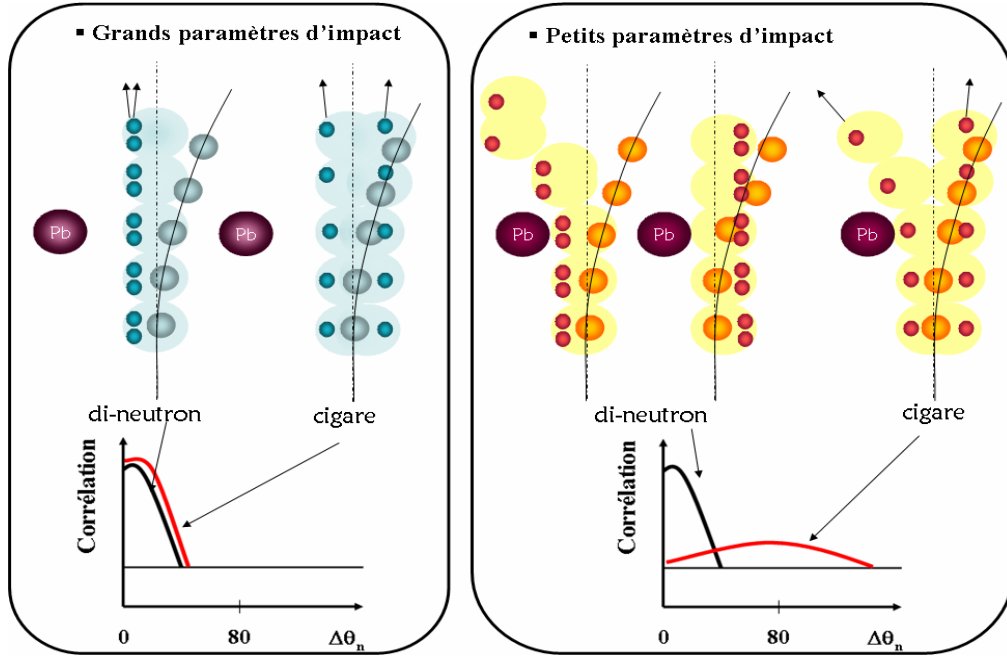 ▪ Grands paramètres d'impact
Pb
Pb
di-neutron
cigare
Corrélation
0
80
Δθn
▪ Petits paramètres d'impact
Pb
Pb
Pb
di-neutron
cigare
Corrélation
0
80
Δθn